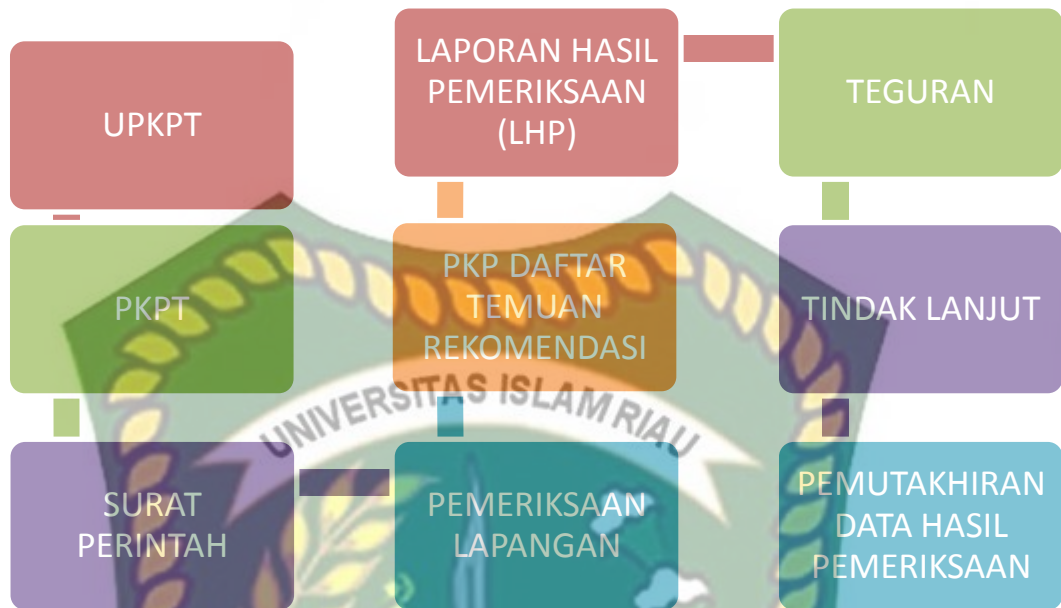 UPKPT
PKPT
SURAT
PERINTAH
PEMERIKSAAN
LAPANGAN
PKP DAFTAR
TEMUAN
REKOMENDASI
LAPORAN HASIL
PEMERIKSAAN
(LHP)
TEGURAN
TINDAK LANJUT
PEMUTAKHIRAN
DATA HASIL
PEMERIKSAAN
UNIVERSITAS ISLAM RIAU